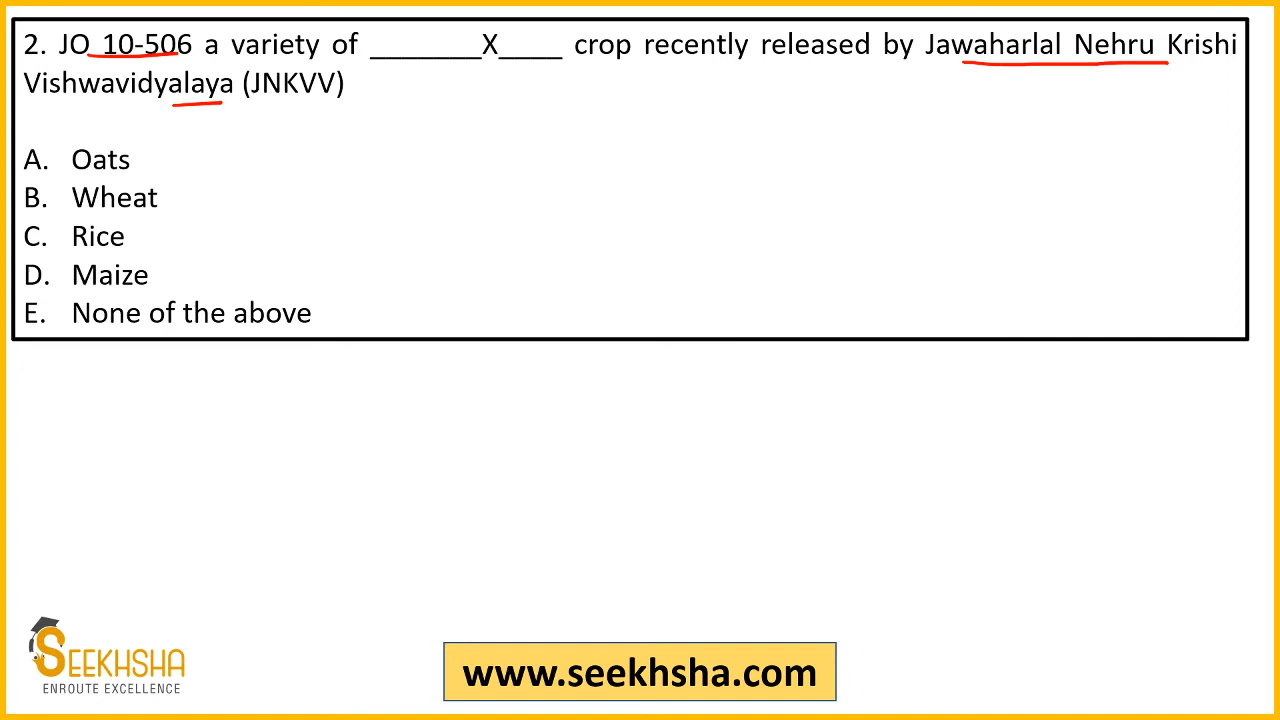 2. JO 10-506 a variety of _______X____ crop recently released by Jawaharlal Nehru Krishi
Vishwavidyalaya (JNKVV)
A. Oats
B. Wheat
C. Rice
D. Maize
E. None of the above
SEEKHSHA
ENROUTE EXCELLENCE
www.seekhsha.com